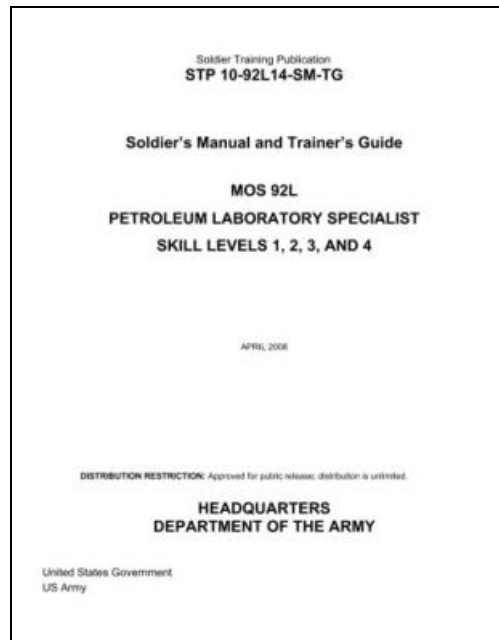 Soldier Training Publication
STP 10-92L14-SM-TG
Soldier's Manual and Trainer's Guide
MOS 92L
PETROLEUM LABORATORY SPECIALIST
SKILL LEVELS 1, 2, 3, AND 4
APRIL 2008
DISTRIBUTION RESTRICTION: Approved for public release; distribution is unlimited.
HEADQUARTERS
DEPARTMENT OF THE ARMY
United States Government
US Army